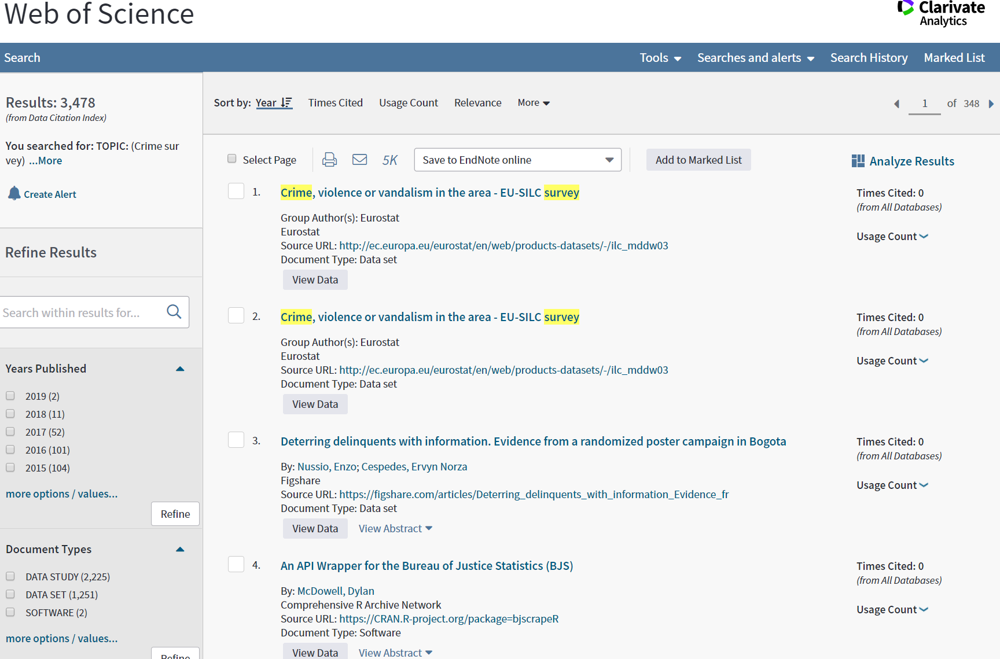 Web of Science
Clarivate
Analytics
Search
Tools
Searches and alerts
Search History
Marked List
Results: 3,478
(from Data Citation Index)
You searched for: TOPIC: (Crime sur
vey) ...More
Create Alert
Refine Results
Search within results for...
Years Published
2019 (2)
2018 (11)
2017 (52)
2016 (101)
2015 (104)
more options / values...
Refine
Document Types
DATA STUDY (2,225)
DATA SET (1,251)
SOFTWARE (2)
more options / values...
Refine
Sort by: Year Times Cited Usage Count Relevance More
1 of 348
Select Page
5K
Save to EndNote online
Add to Marked List
Analyze Results
1. Crime, violence or vandalism in the area - EU-SILC survey
Group Author(s): Eurostat
Eurostat
Source URL: http://ec.europa.eu/eurostat/en/web/products-datasets/-/ilc_mddw03
Document Type: Data set
View Data
Times Cited: 0
(from All Databases)
Usage Count
2. Crime, violence or vandalism in the area - EU-SILC survey
Group Author(s): Eurostat
Eurostat
Source URL: http://ec.europa.eu/eurostat/en/web/products-datasets/-/ilc_mddw03
Document Type: Data set
View Data
Times Cited: 0
(from All Databases)
Usage Count
3. Deterring delinquents with information. Evidence from a randomized poster campaign in Bogota
By: Nussio, Enzo; Cespedes, Ervyn Norza
Figshare
Source URL: https://figshare.com/articles/Deterring_delinquents_with_information_Evidence_fr
Document Type: Data set
View Data View Abstract
Times Cited: 0
(from All Databases)
Usage Count
4. An API Wrapper for the Bureau of Justice Statistics (BJS)
By: McDowell, Dylan
Comprehensive R Archive Network
Source URL: https://CRAN.R-project.org/package=bjscrapeR
Document Type: Software
View Data View Abstract
Times Cited: 0
(from All Databases)
Usage Count